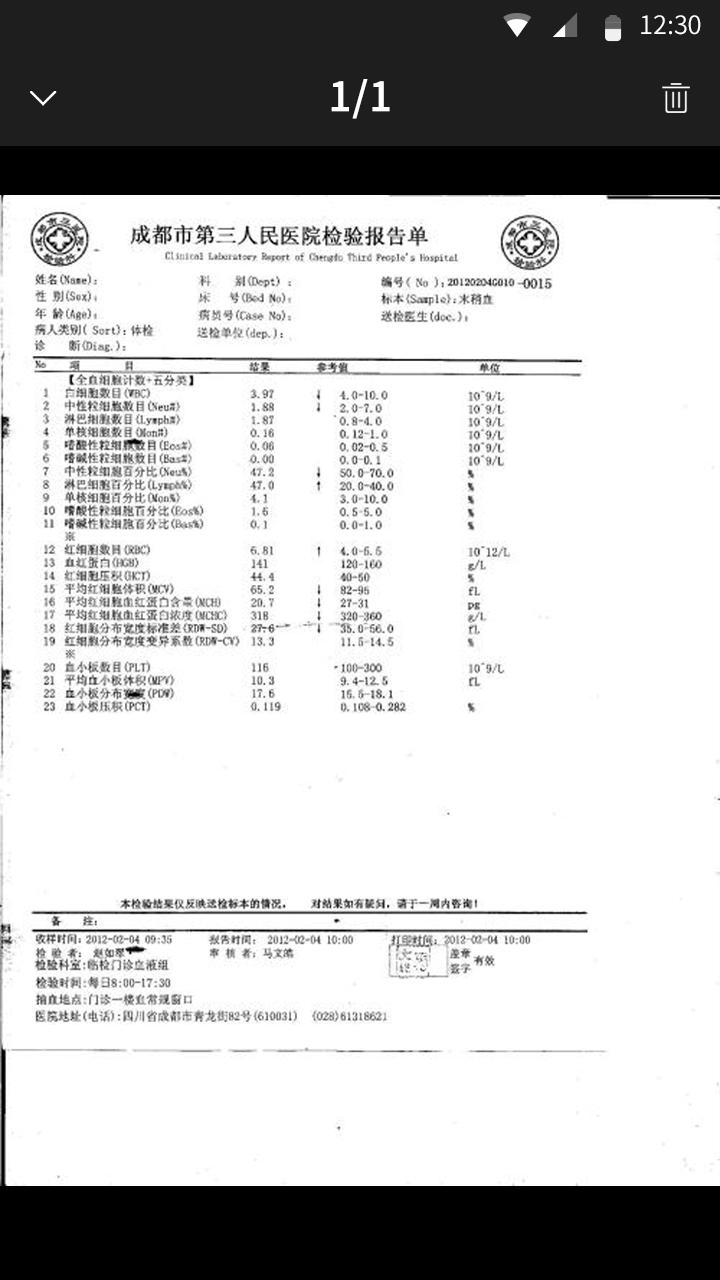 12:30
1/1
成都市第三人民医院检验报告单
Clinical Laboratory Report of Chengdu Third People's Hospital
姓名(Name): 科 别(Dept): 编号(No):20120204G010-0015
性别(Sex): 床 号(Bed No): 标本(Sample):末梢血
年龄(Age): 病员号(Case No): 送检医生(doc.):
病人类别(Sort):体检 送检单位(dep.):
诊 断(Diag.):
No 项 目 结果 参考值 单位
【全血细胞计数+五分类】
1 白细胞数目(WBC) 3.97 ↓ 4.0-10.0 10^9/L
2 中性粒细胞数目(Neu#) 1.88 ↓ 2.0-7.0 10^9/L
3 淋巴细胞数目(Lymph#) 1.87 0.8-4.0 10^9/L
4 单核细胞数目(Mon#) 0.16 0.12-1.0 10^9/L
5 嗜酸性粒细胞数目(Eos#) 0.06 0.02-0.5 10^9/L
6 嗜碱性粒细胞数目(Bas#) 0.00 0.0-0.1 10^9/L
7 中性粒细胞百分比(Neu%) 47.2 ↓ 50.0-70.0 %
8 淋巴细胞百分比(Lymph%) 47.0 ↑ 20.0-40.0 %
9 单核细胞百分比(Mon%) 4.1 3.0-10.0 %
10 嗜酸性粒细胞百分比(Eos%) 1.6 0.5-5.0 %
11 嗜碱性粒细胞百分比(Bas%) 0.1 0.0-1.0 %
※
12 红细胞数目(RBC) 6.81 ↑ 4.0-5.5 10^12/L
13 血红蛋白(HGB) 141 120-160 g/L
14 红细胞压积(HCT) 44.4 40-50 %
15 平均红细胞体积(MCV) 65.2 ↓ 82-95 fL
16 平均红细胞血红蛋白含量(MCH) 20.7 ↓ 27-31 pg
17 平均红细胞血红蛋白浓度(MCHC) 318 ↓ 320-360 g/L
18 红细胞分布宽度标准差(RDW-SD) 27.6 ↓ 35.0-56.0 fL
19 红细胞分布宽度变异系数(RDW-CV) 13.3 11.5-14.5 %
※
20 血小板数目(PLT) 116 100-300 10^9/L
21 平均血小板体积(MPV) 10.3 9.4-12.5 fL
22 血小板分布宽度(PDW) 17.6 15.5-18.1
23 血小板压积(PCT) 0.119 0.108-0.282 %
本检验结果仅反映送检标本的情况, 对结果如有疑问,请于一周内咨询!
备 注:
收样时间:2012-02-04 09:35 报告时间: 2012-02-04 10:00 打印时间:2012-02-04 10:00
检 验 者: 赵如翠 审 核 者:马文皓 盖章
签字 有效
检验科室:临检门诊血液组
检验时间:每日8:00-17:30
抽血地点:门诊一楼血常规窗口
医院地址(电话):四川省成都市青龙街82号(610031) (028)61318621